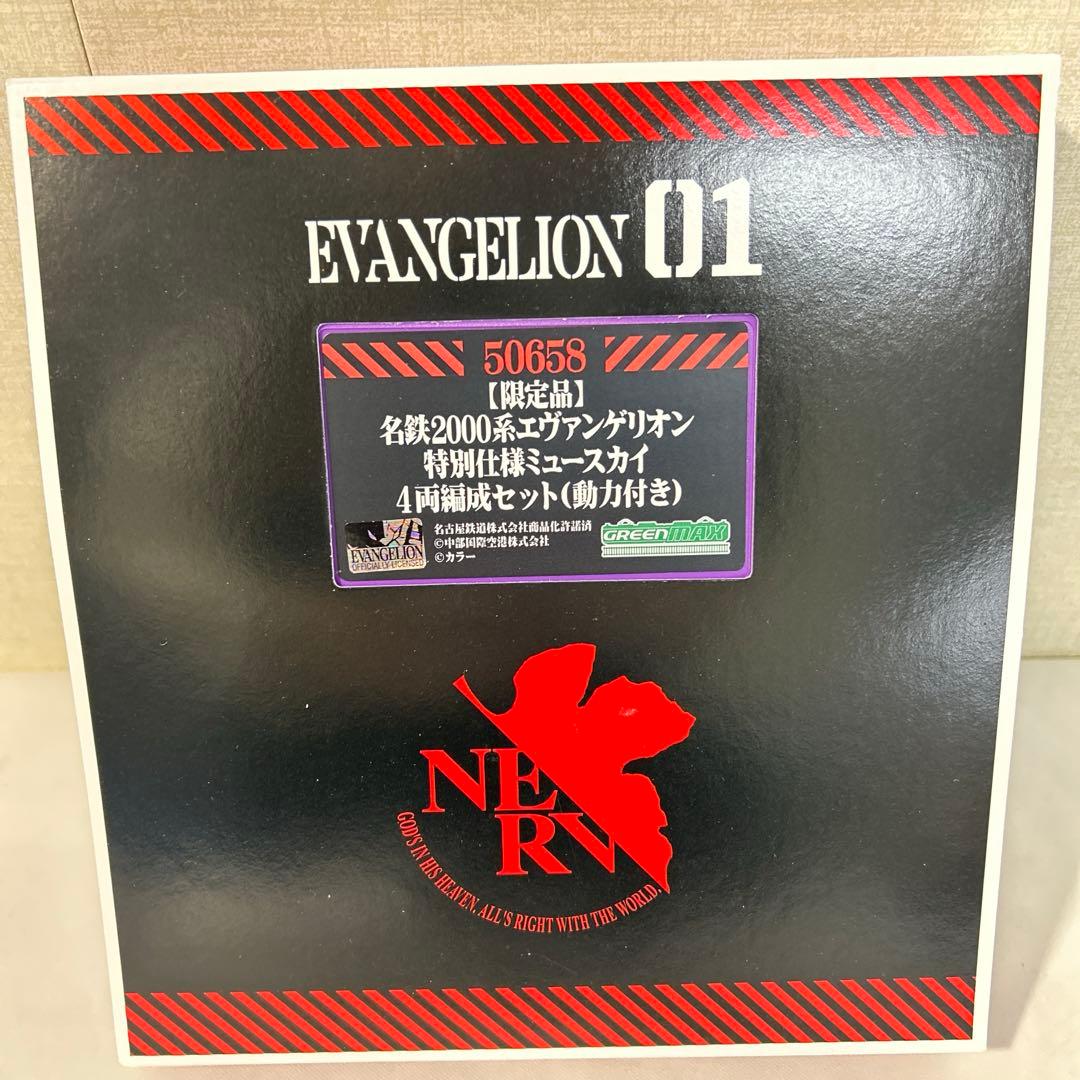 EVANGELION 01
50658
【限定品】
名鉄2000系エヴァンゲリオン
特別仕様ミュースカイ
4両編成セット(動力付き)
EVANGELION
OFFICIALLY LICENSED
名古屋鉄道株式会社商品化許諾済
©中部国際空港株式会社
©カラー
GREENMAX
NERV
GOD'S IN HIS HEAVEN. ALL'S RIGHT WITH THE WORLD.